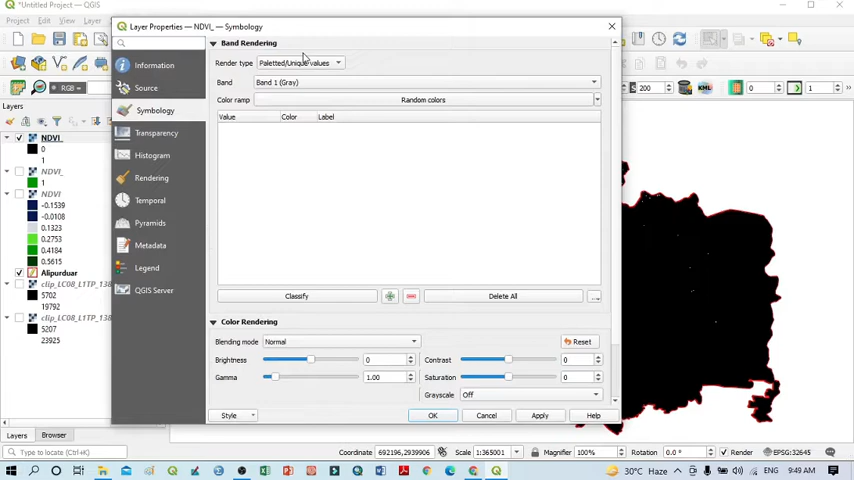 *Untitled Project — QGIS
Project Edit View Layer
Layer Properties — NDVI_ — Symbology
Information
Source
Symbology
Transparency
Histogram
Rendering
Temporal
Pyramids
Metadata
Legend
QGIS Server
Band Rendering
Render type Paletted/Unique values
Band Band 1 (Gray)
Color ramp Random colors
Value Color Label
Classify
Delete All
...
Color Rendering
Blending mode Normal
Reset
Brightness 0 Contrast 0
Gamma 1.00 Saturation 0
Grayscale Off
Style OK Cancel Apply Help
RGB =
200
KML
1
Layers
NDVI_
0
1
NDVI_
1
NDVI
-0.1539
-0.0108
0.1323
0.2753
0.4184
0.5615
Alipurduar
clip_LC08_L1TP_138
5702
19792
clip_LC08_L1TP_138
5207
23925
Layers Browser
Type to locate (Ctrl+K)
Coordinate 692196,2939906 Scale 1:365001 Magnifier 100% Rotation 0.0 ° Render EPSG:32645
30°C Haze ENG 9:49 AM